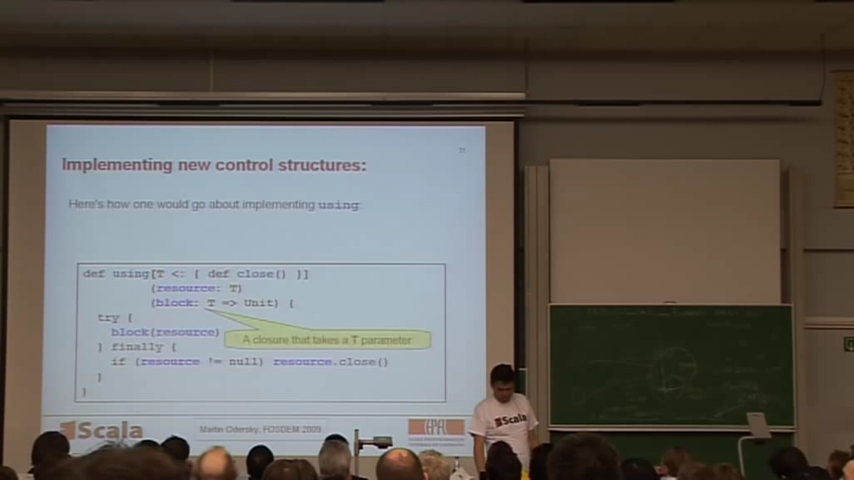 Implementing new control structures:
Here's how one would go about implementing using:
def using[T <: { def close() }]
(resource: T)
(block: T => Unit) {
try {
block(resource)
A closure that takes a T parameter
} finally {
if (resource != null) resource.close()
}
}
Scala
Martin Odersky, FOSDEM 2009
EPFL
Scala